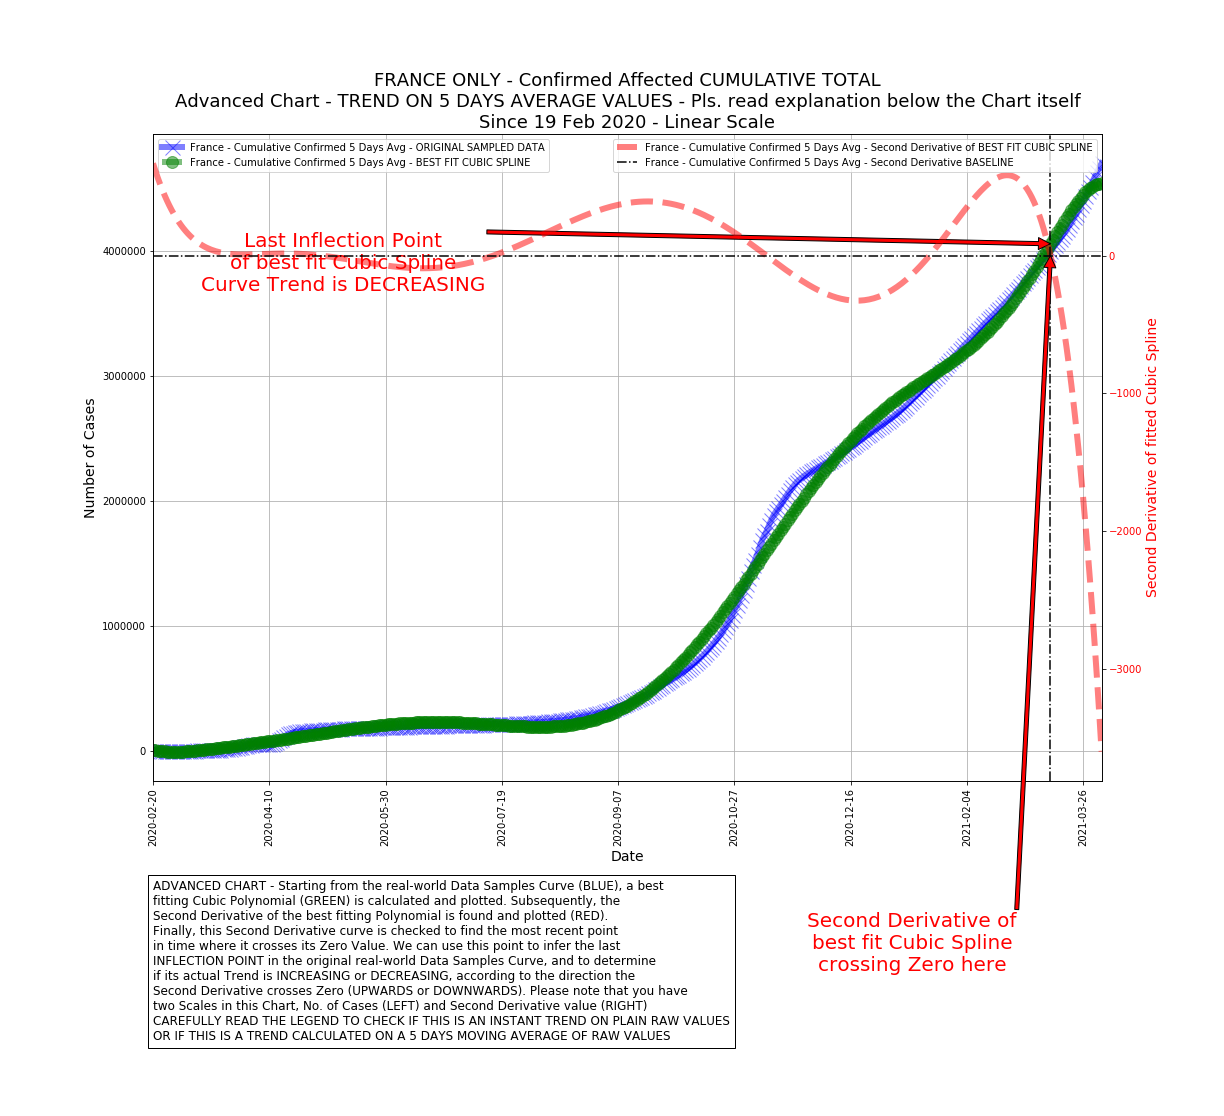 FRANCE ONLY - Confirmed Affected CUMULATIVE TOTAL
Advanced Chart - TREND ON 5 DAYS AVERAGE VALUES - Pls. read explanation below the Chart itself
Since 19 Feb 2020 - Linear Scale
France - Cumulative Confirmed 5 Days Avg - ORIGINAL SAMPLED DATA
France - Cumulative Confirmed 5 Days Avg - BEST FIT CUBIC SPLINE
France - Cumulative Confirmed 5 Days Avg - Second Derivative of BEST FIT CUBIC SPLINE
France - Cumulative Confirmed 5 Days Avg - Second Derivative BASELINE
Last Inflection Point
of best fit Cubic Spline
Curve Trend is DECREASING
4000000
3000000
2000000
1000000
0
Number of Cases
0
−1000
−2000
−3000
Second Derivative of fitted Cubic Spline
2020-02-20
2020-04-10
2020-05-30
2020-07-19
2020-09-07
2020-10-27
2020-12-16
2021-02-04
2021-03-26
Date
Second Derivative of
best fit Cubic Spline
crossing Zero here
ADVANCED CHART - Starting from the real-world Data Samples Curve (BLUE), a best
fitting Cubic Polynomial (GREEN) is calculated and plotted. Subsequently, the
Second Derivative of the best fitting Polynomial is found and plotted (RED).
Finally, this Second Derivative curve is checked to find the most recent point
in time where it crosses its Zero Value. We can use this point to infer the last
INFLECTION POINT in the original real-world Data Samples Curve, and to determine
if its actual Trend is INCREASING or DECREASING, according to the direction the
Second Derivative crosses Zero (UPWARDS or DOWNWARDS). Please note that you have
two Scales in this Chart, No. of Cases (LEFT) and Second Derivative value (RIGHT)
CAREFULLY READ THE LEGEND TO CHECK IF THIS IS AN INSTANT TREND ON PLAIN RAW VALUES
OR IF THIS IS A TREND CALCULATED ON A 5 DAYS MOVING AVERAGE OF RAW VALUES